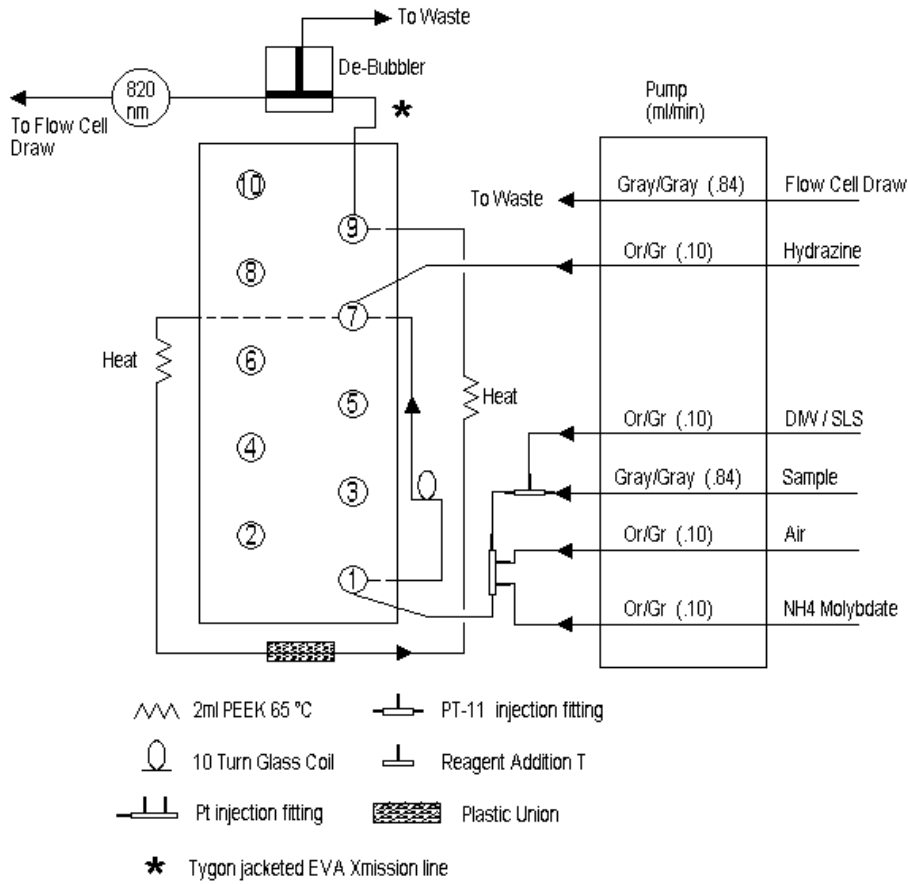 To Waste
De-Bubbler
820
nm
To Flow Cell
Draw
*
Pump
(ml/min)
10
9
8
7
6
5
4
3
2
1
To Waste
Gray/Gray (.84)
Flow Cell Draw
Or/Gr (.10)
Hydrazine
Heat
Heat
Or/Gr (.10)
DIW / SLS
Gray/Gray (.84)
Sample
Or/Gr (.10)
Air
Or/Gr (.10)
NH4 Molybdate
2ml PEEK 65 °C
PT-11 injection fitting
10 Turn Glass Coil
Reagent Addition T
Pt injection fitting
Plastic Union
* Tygon jacketed EVA Xmission line